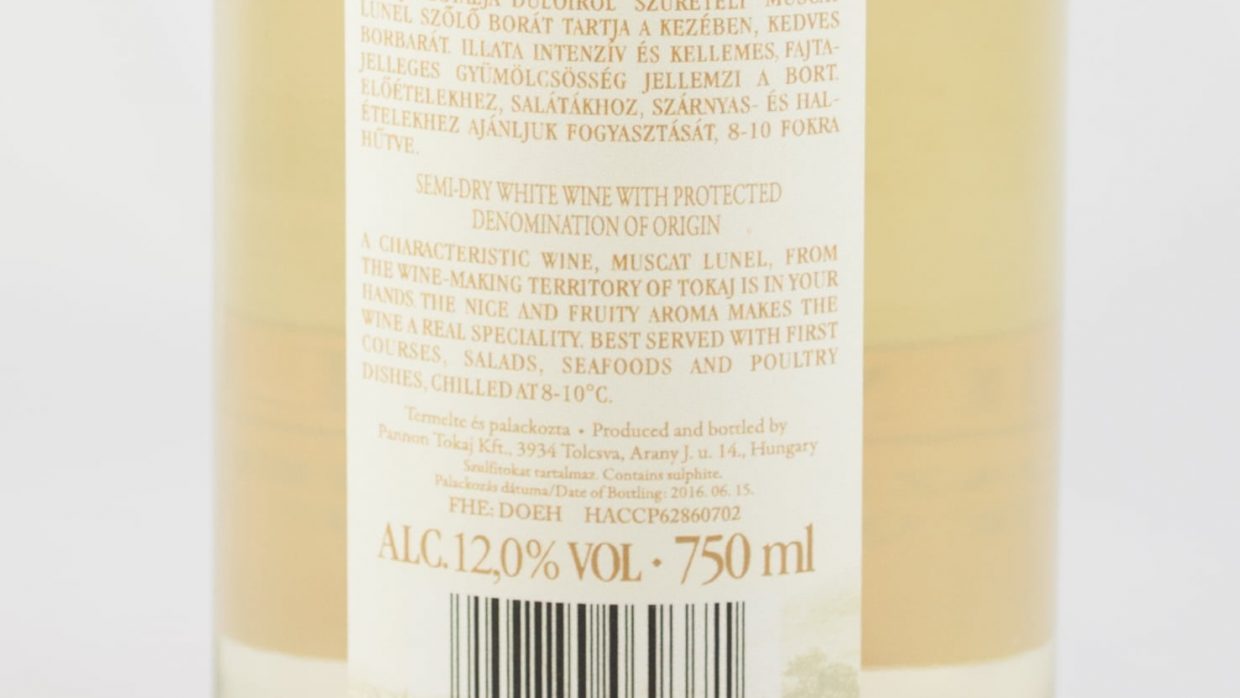 DŰLŐIRŐL SZÜRETELT MUSCAT
LUNEL SZŐLŐ BORÁT TARTJA A KEZÉBEN, KEDVES
BORBARÁT. ILLATA INTENZÍV ÉS KELLEMES, FAJTA-
JELLEGES GYÜMÖLCSÖSSÉG JELLEMZI A BORT.
ELŐÉTELEKHEZ, SALÁTÁKHOZ, SZÁRNYAS- ÉS HAL-
ÉTELEKHEZ AJÁNLJUK FOGYASZTÁSÁT, 8-10 FOKRA
HŰTVE.
SEMI-DRY WHITE WINE WITH PROTECTED
DENOMINATION OF ORIGIN
A CHARACTERISTIC WINE, MUSCAT LUNEL, FROM
THE WINE-MAKING TERRITORY OF TOKAJ IS IN YOUR
HANDS. THE NICE AND FRUITY AROMA MAKES THE
WINE A REAL SPECIALITY. BEST SERVED WITH FIRST
COURSES, SALADS, SEAFOODS AND POULTRY
DISHES, CHILLED AT 8-10°C.
Termelte és palackozta • Produced and bottled by
Pannon Tokaj Kft., 3934 Tolcsva, Arany J. u. 14., Hungary
Szulfitokat tartalmaz. Contains sulphite.
Palackozás dátuma/Date of Bottling: 2016. 06. 15.
FHE: DOEH HACCP62860702
ALC. 12,0% VOL · 750 ml